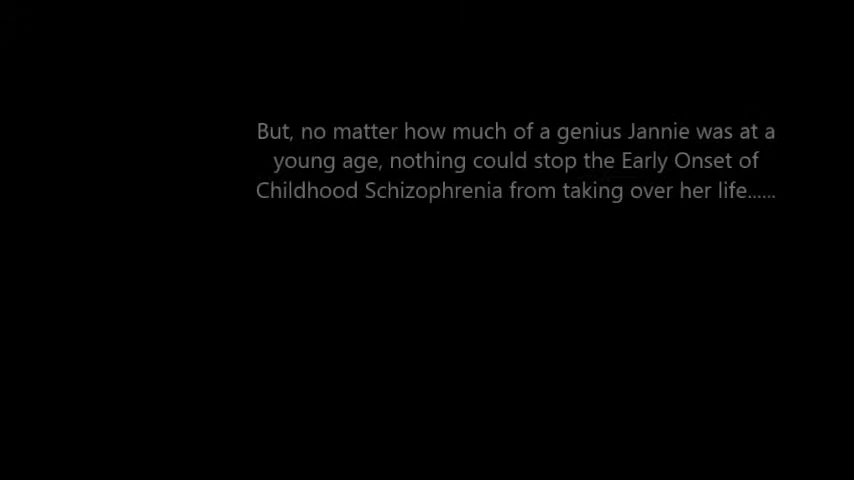 But, no matter how much of a genius Jannie was at a
young age, nothing could stop the Early Onset of
Childhood Schizophrenia from taking over her life......